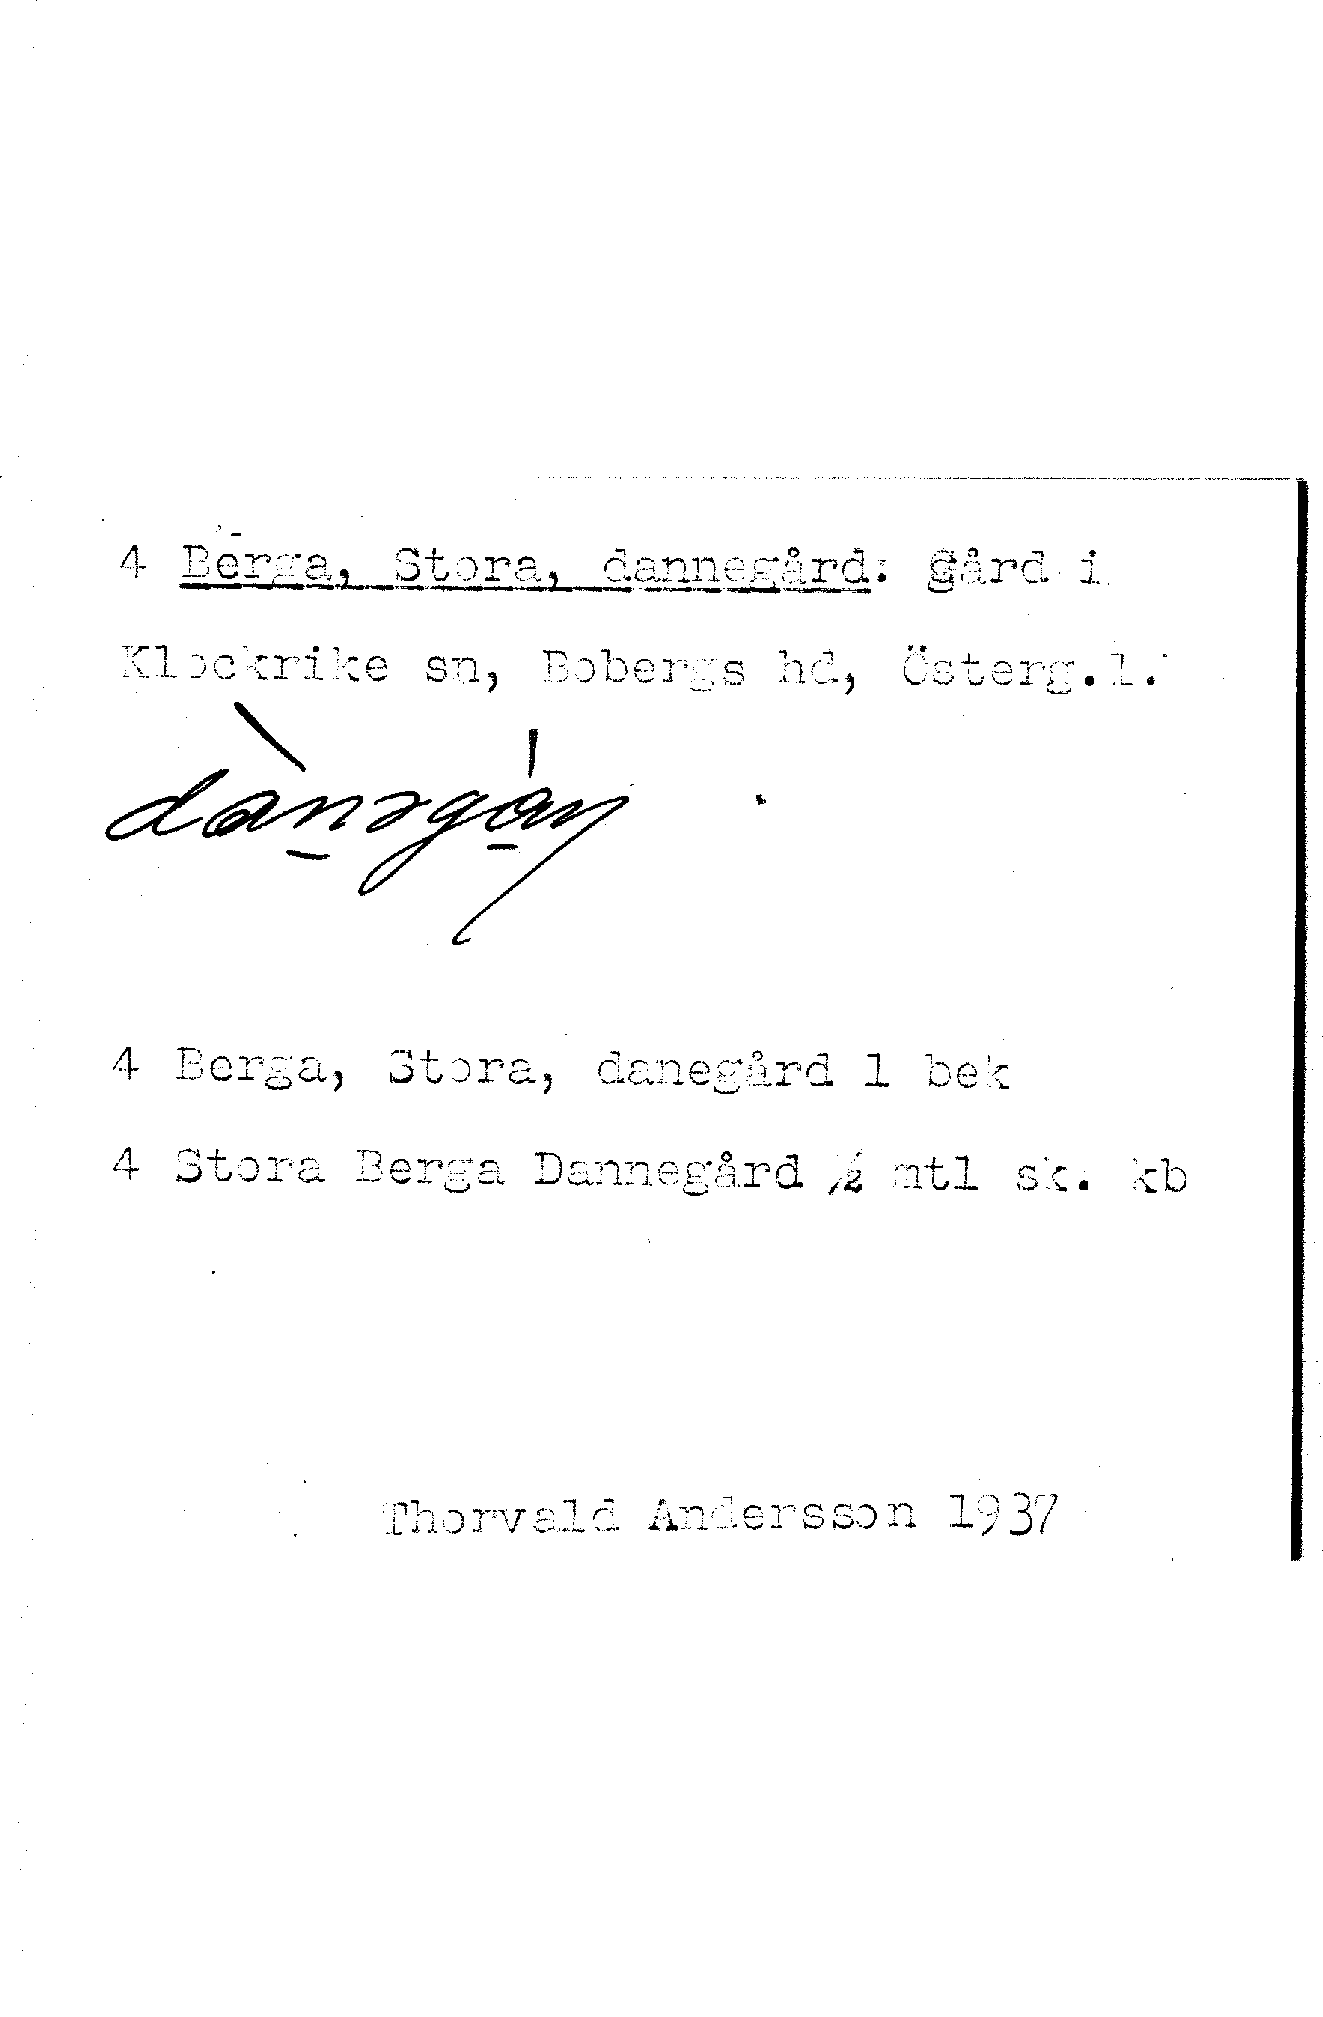 4 Berga, Stora, dannegård: Gård i
Klockrike sn, Bobergs hd, Österg.l.
4 Berga, Stora, danegård 1 bek
4 Stora Berga Dannegård ½ mtl sk. kb
Thorvald Andersson 1937